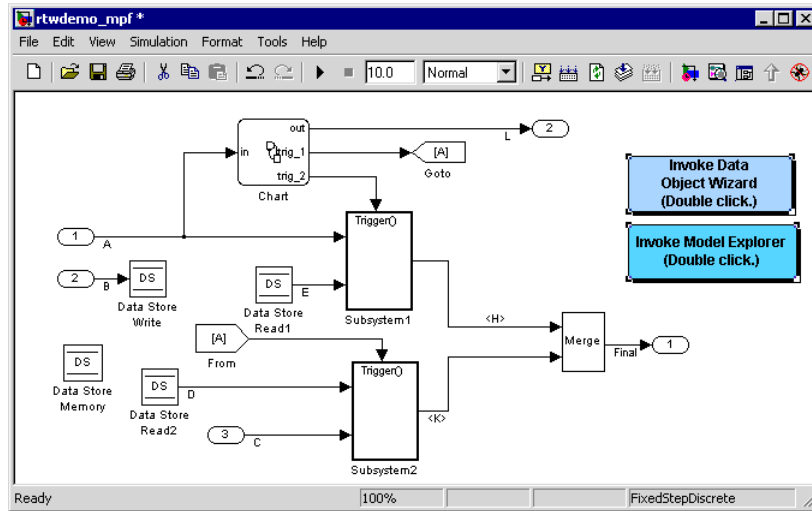 rtwdemo_mpf *
File Edit View Simulation Format Tools Help
10.0 Normal
out
in trig_1
trig_2
Chart
L
2
[A]
Goto
Invoke Data
Object Wizard
(Double click.)
Invoke Model Explorer
(Double click.)
1
A
Trigger()
2
B
DS
Data Store
Write
DS
E
Data Store
Read1
Subsystem1
<H>
[A]
From
Merge
Final
1
DS
Data Store
Memory
DS
D
Data Store
Read2
Trigger()
<K>
3
C
Subsystem2
Ready 100% FixedStepDiscrete